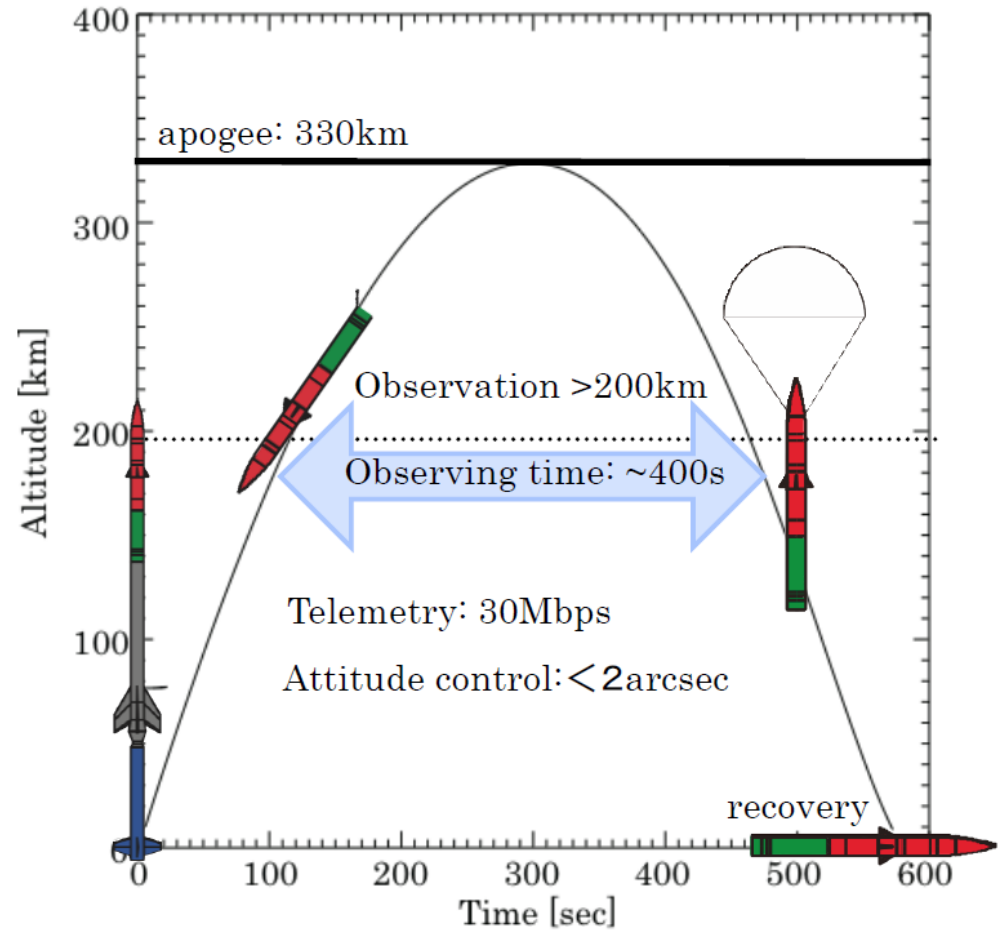 400
apogee: 330km
300
Observation >200km
200
Observing time: ~400s
Altitude [km]
Telemetry: 30Mbps
100
Attitude control:<2arcsec
recovery
0
0 100 200 300 400 500 600
Time [sec]